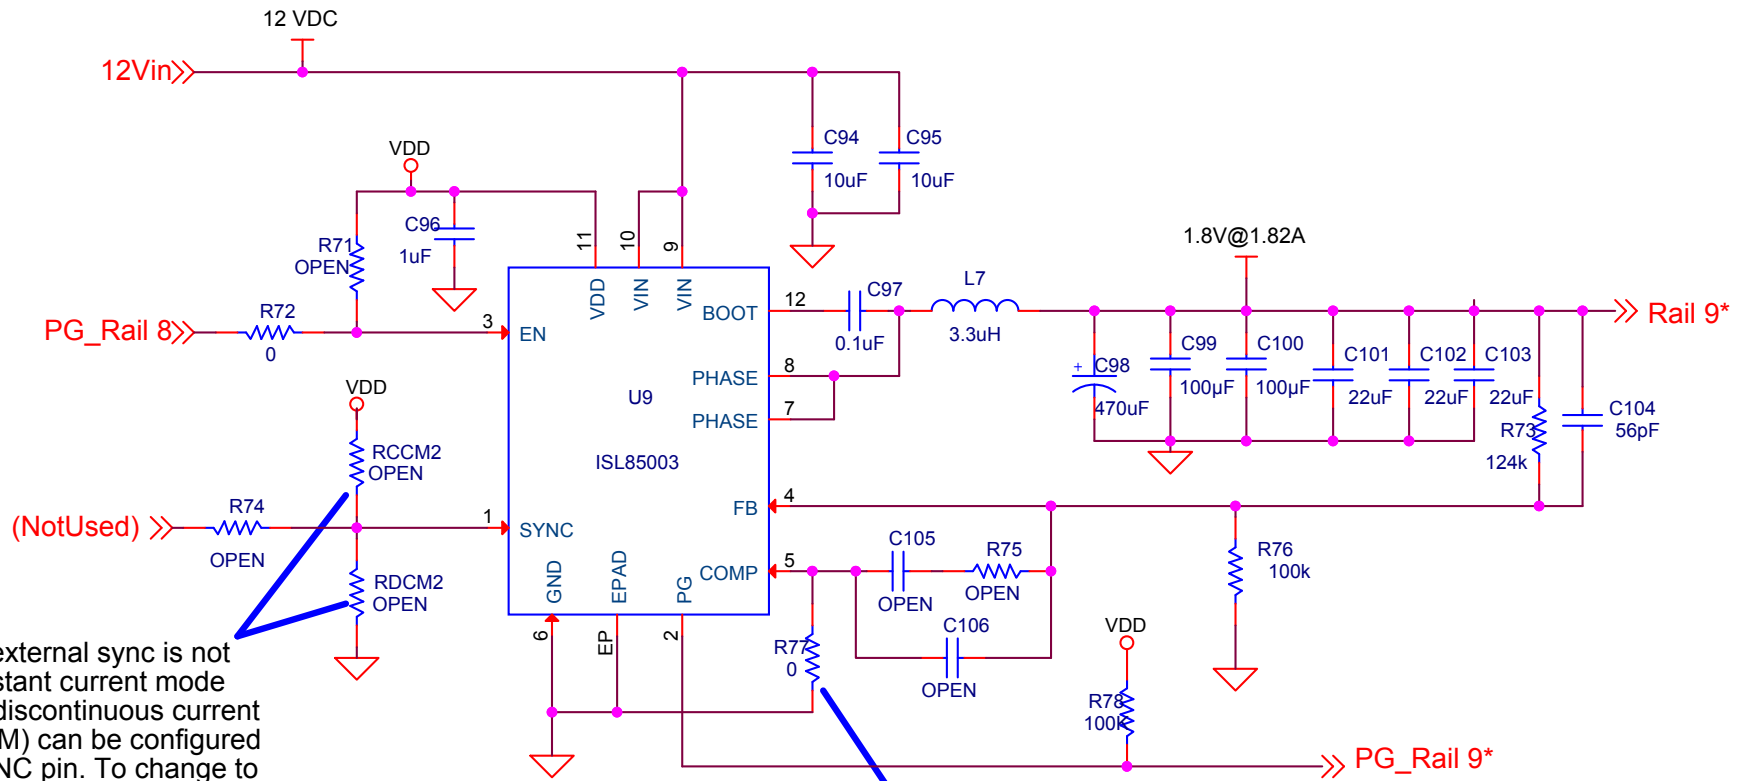 12 VDC
12Vin
VDD
C94
10uF
C95
10uF
C96
1uF
R71
OPEN
11
10
9
1.8V@1.82A
VDD
VIN
VIN
BOOT
12
C97
0.1uF
L7
3.3uH
Rail 9*
PG_Rail 8
R72
0
3
EN
PHASE
8
PHASE
7
U9
ISL85003
C98
+
470uF
C99
100µF
C100
100µF
C101
22uF
C102
22uF
C103
22uF
R73
124k
C104
56pF
VDD
RCCM2
OPEN
(NotUsed)
R74
OPEN
1
SYNC
RDCM2
OPEN
FB
4
COMP
5
C105
OPEN
R75
OPEN
C106
OPEN
R76
100k
GND
EPAD
PG
6
EP
2
R77
0
VDD
R78
100K
PG_Rail 9*
external sync is not
stant current mode
discontinuous current
M) can be configured
NC pin. To change to